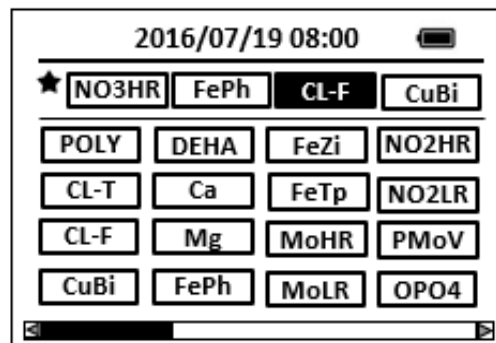 2016/07/19 08:00
NO3HR FePh CL-F CuBi
POLY DEHA FeZi NO2HR
CL-T Ca FeTp NO2LR
CL-F Mg MoHR PMoV
CuBi FePh MoLR OPO4